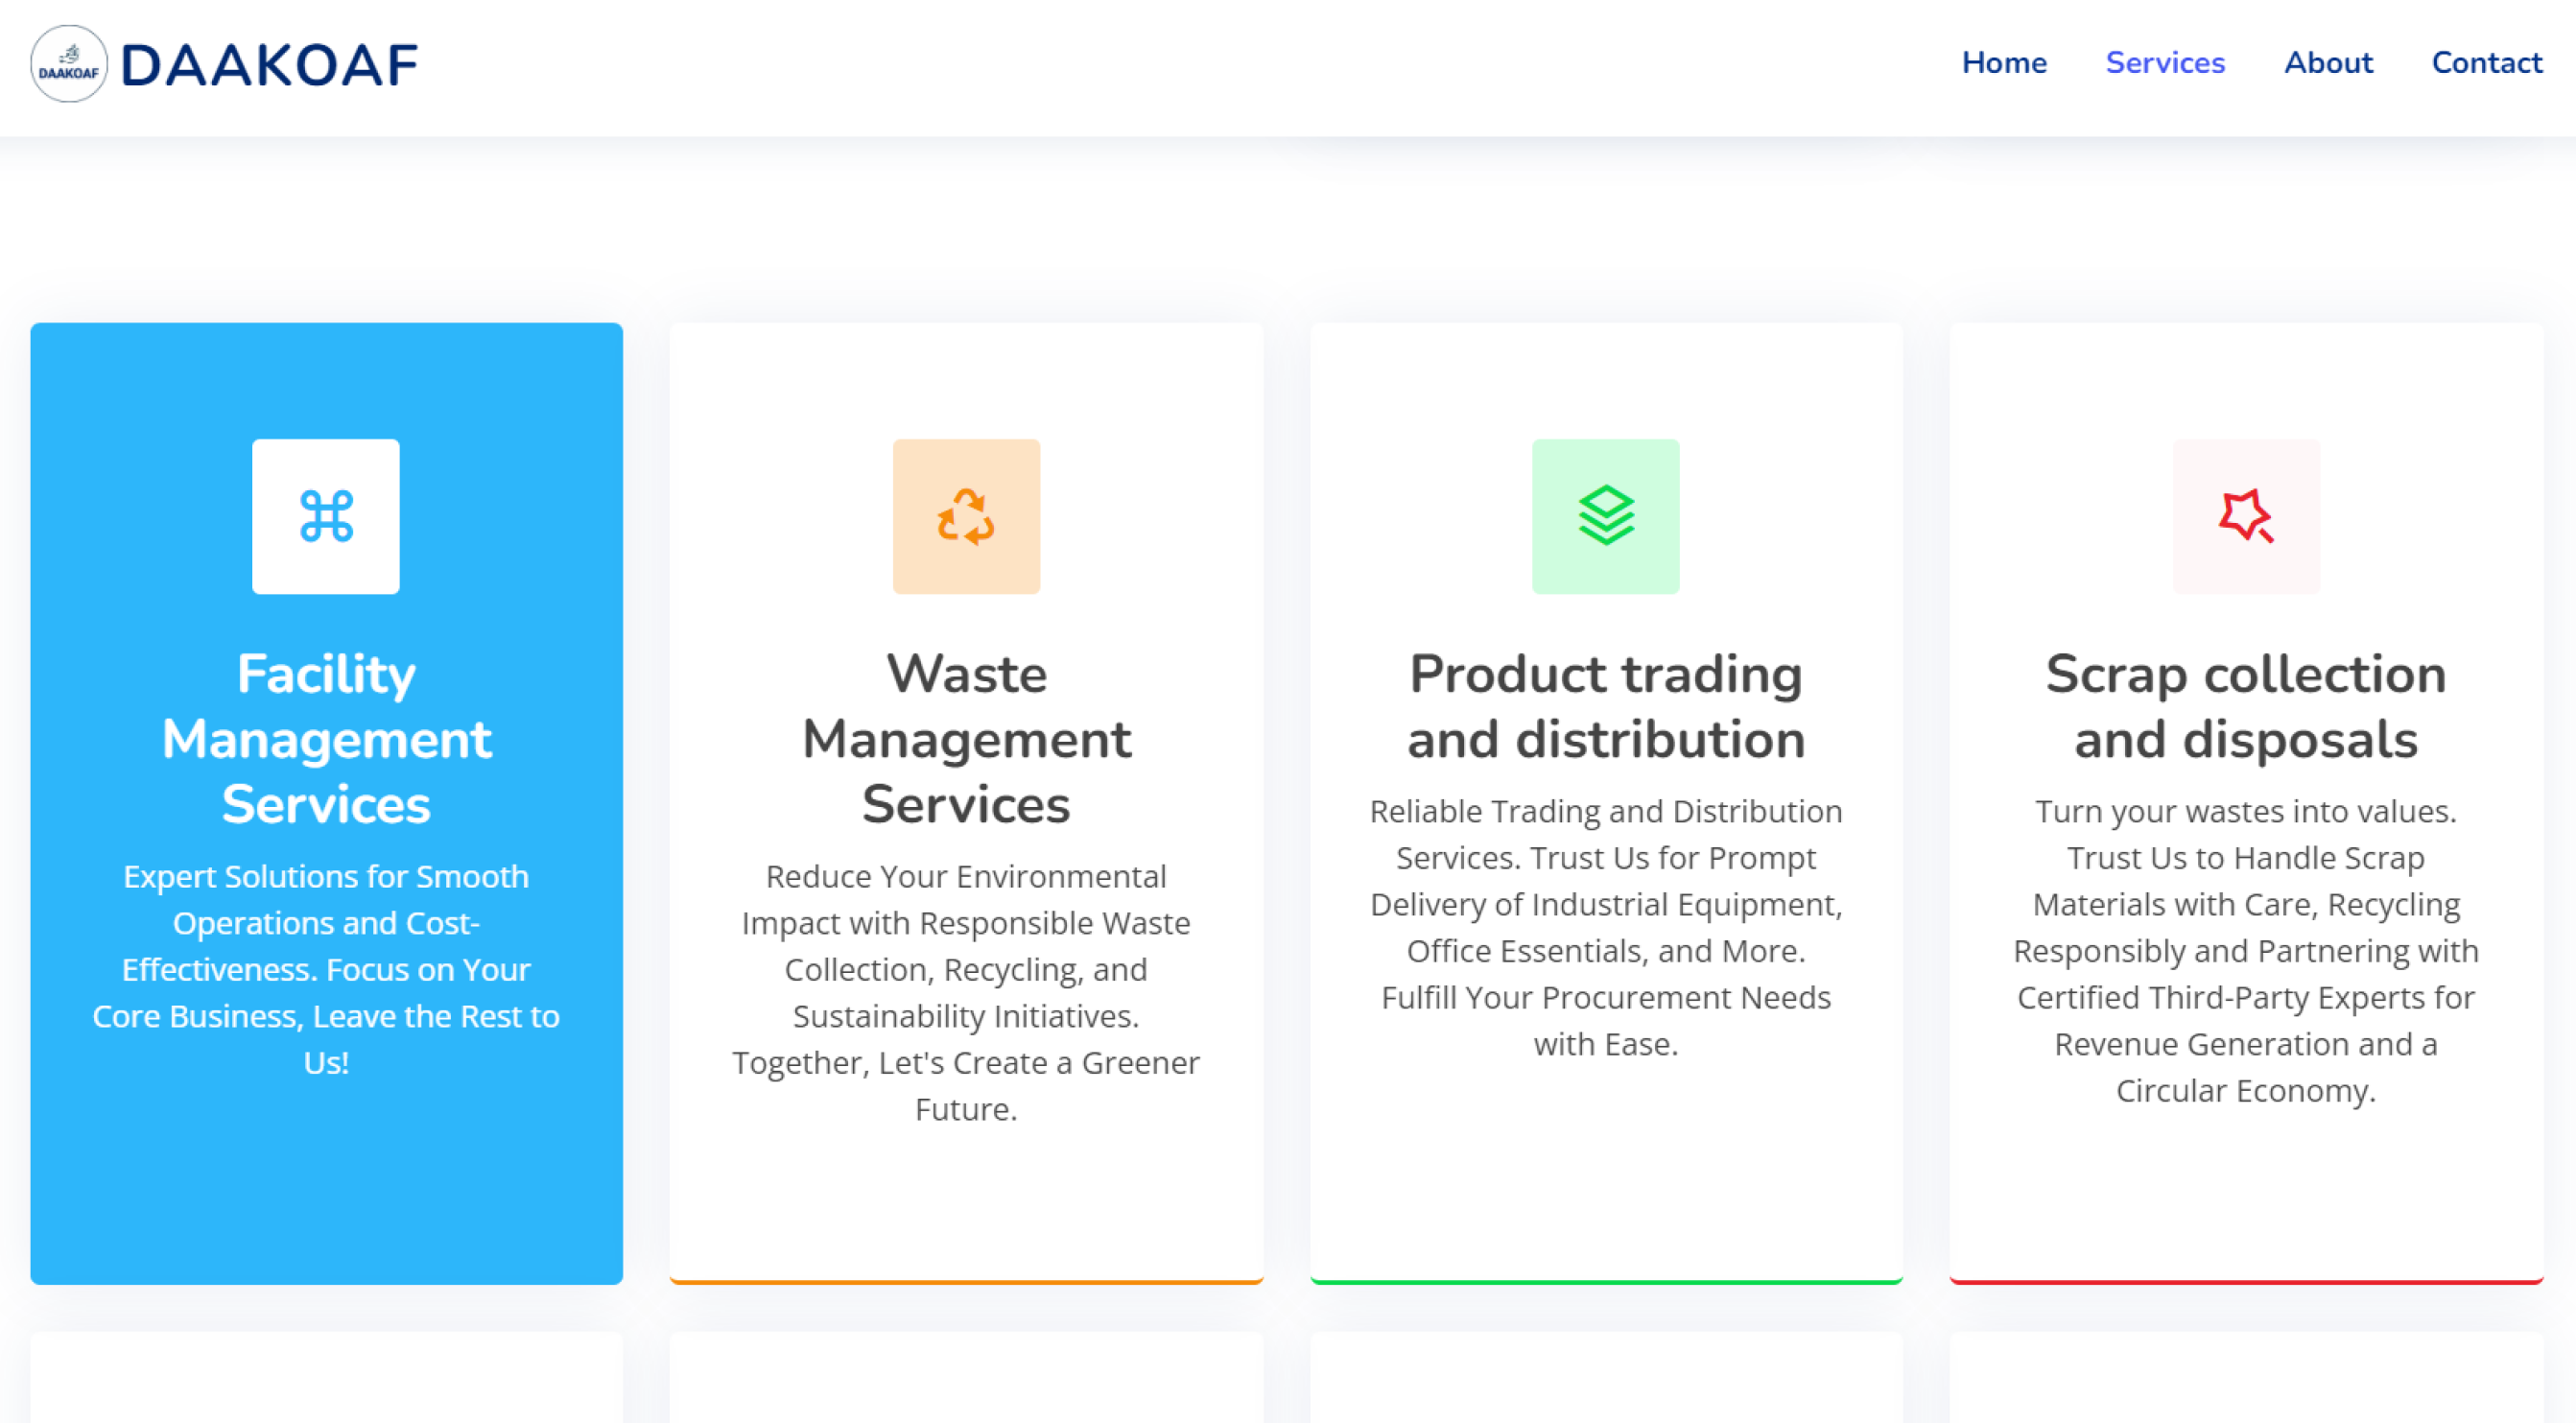 DAAKOAF
DAAKOAF
Home
Services
About
Contact
Facility
Management
Services
Expert Solutions for Smooth
Operations and Cost-
Effectiveness. Focus on Your
Core Business, Leave the Rest to
Us!
Waste
Management
Services
Reduce Your Environmental
Impact with Responsible Waste
Collection, Recycling, and
Sustainability Initiatives.
Together, Let's Create a Greener
Future.
Product trading
and distribution
Reliable Trading and Distribution
Services. Trust Us for Prompt
Delivery of Industrial Equipment,
Office Essentials, and More.
Fulfill Your Procurement Needs
with Ease.
Scrap collection
and disposals
Turn your wastes into values.
Trust Us to Handle Scrap
Materials with Care, Recycling
Responsibly and Partnering with
Certified Third-Party Experts for
Revenue Generation and a
Circular Economy.